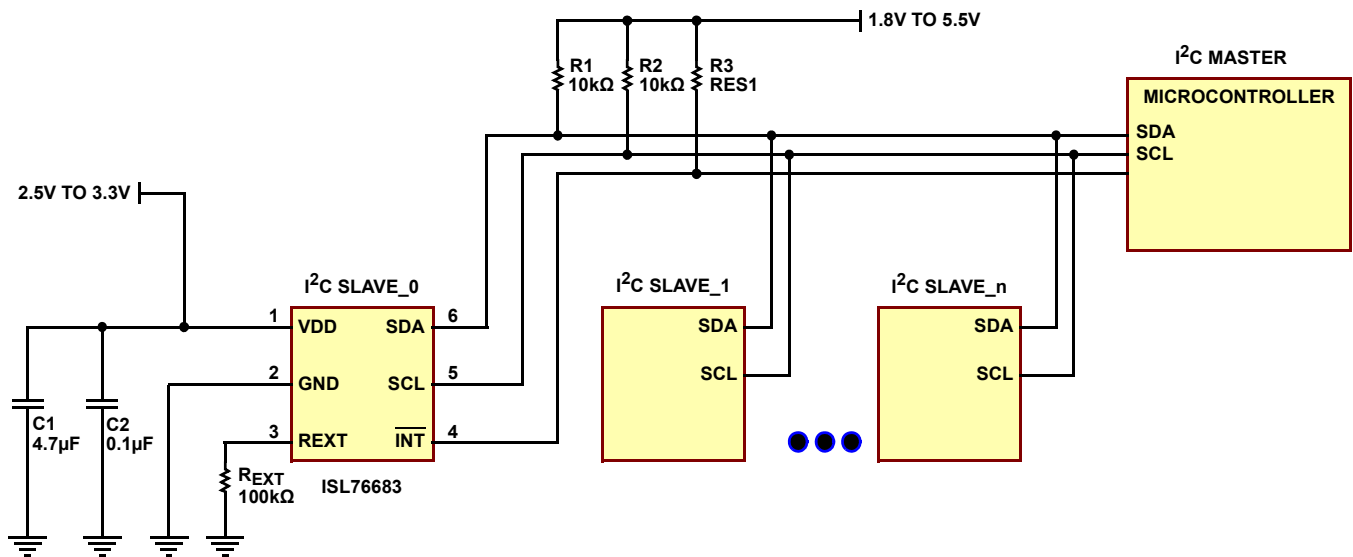 1.8V TO 5.5V
R1
10kΩ
R2
10kΩ
R3
RES1
I²C MASTER
MICROCONTROLLER
SDA
SCL
2.5V TO 3.3V
I²C SLAVE_0
1
VDD
SDA
6
2
GND
SCL
5
3
REXT
INT
4
C1
4.7µF
C2
0.1µF
REXT
100kΩ
ISL76683
I²C SLAVE_1
SDA
SCL
I²C SLAVE_n
SDA
SCL